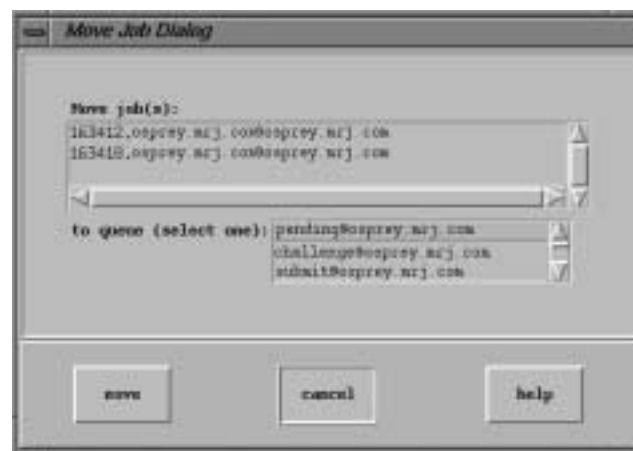 Move Job Dialog
Move job(s):
163412.osprey.mrj.com@osprey.mrj.com
163418.osprey.mrj.com@osprey.mrj.com
to queue (select one): pending@osprey.mrj.com
challenge@osprey.mrj.com
submit@osprey.mrj.com
move cancel help